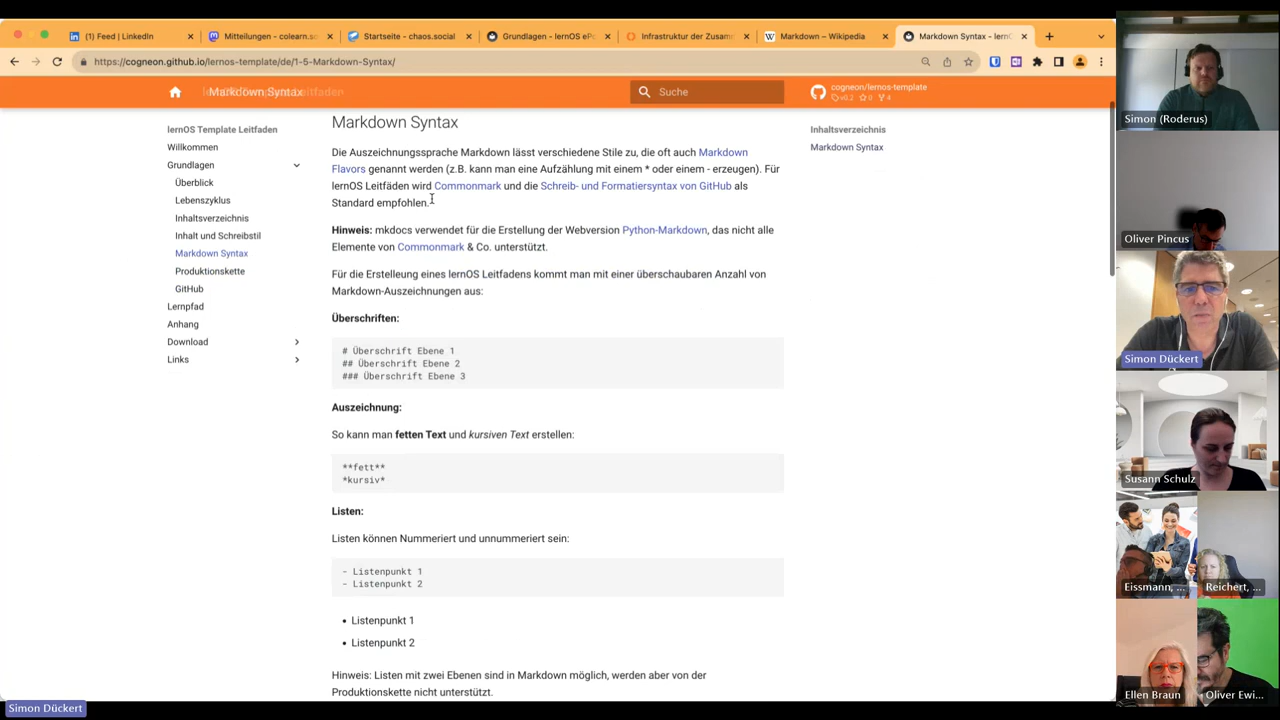 (1) Feed | LinkedIn
Mitteilungen - colearn.so
Startseite - chaos.social
Grundlagen - lernOS eP
Infrastruktur der Zusam
Markdown – Wikipedia
Markdown Syntax - lern
https://cogneon.github.io/lernos-template/de/1-5-Markdown-Syntax/
Markdown Syntax
Suche
cogneon/lernos-template
v0.2 0 4
lernOS Template Leitfaden
Willkommen
Grundlagen
Überblick
Lebenszyklus
Inhaltsverzeichnis
Inhalt und Schreibstil
Markdown Syntax
Produktionskette
GitHub
Lernpfad
Anhang
Download
Links
Markdown Syntax
Die Auszeichnungssprache Markdown lässt verschiedene Stile zu, die oft auch Markdown
Flavors genannt werden (z.B. kann man eine Aufzählung mit einem * oder einem - erzeugen). Für
lernOS Leitfäden wird Commonmark und die Schreib- und Formatiersyntax von GitHub als
Standard empfohlen.
Hinweis: mkdocs verwendet für die Erstellung der Webversion Python-Markdown, das nicht alle
Elemente von Commonmark & Co. unterstützt.
Für die Erstelleung eines lernOS Leitfadens kommt man mit einer überschaubaren Anzahl von
Markdown-Auszeichnungen aus:
Überschriften:
# Überschrift Ebene 1
## Überschrift Ebene 2
### Überschrift Ebene 3
Auszeichnung:
So kann man fetten Text und kursiven Text erstellen:
**fett**
*kursiv*
Listen:
Listen können Nummeriert und unnummeriert sein:
- Listenpunkt 1
- Listenpunkt 2
• Listenpunkt 1
• Listenpunkt 2
Hinweis: Listen mit zwei Ebenen sind in Markdown möglich, werden aber von der
Produktionskette nicht unterstützt.
Inhaltsverzeichnis
Markdown Syntax
Simon (Roderus)
Oliver Pincus
Simon Dückert
Susann Schulz
Eissmann, ...
Reichert, ...
Ellen Braun
Oliver Ewi...
Simon Dückert